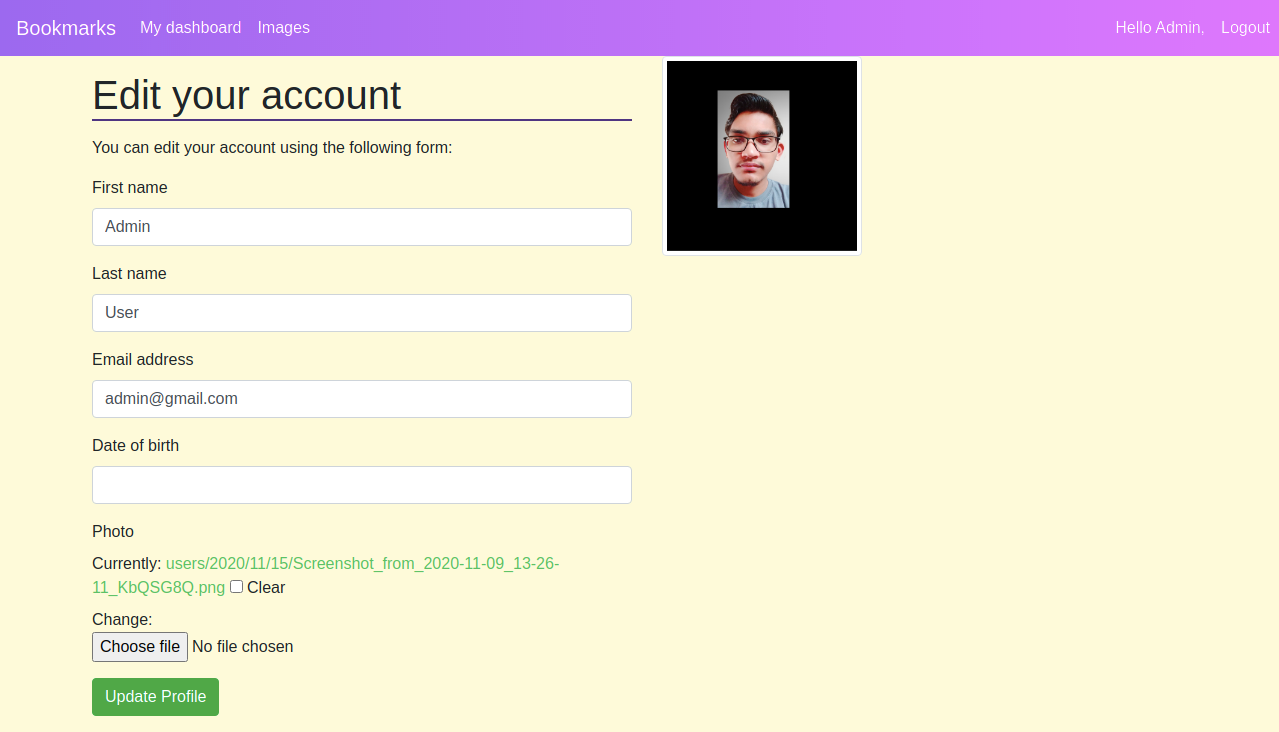 Bookmarks My dashboard Images Hello Admin, Logout
Edit your account
You can edit your account using the following form:
First name
Admin
Last name
User
Email address
admin@gmail.com
Date of birth
Photo
Currently: users/2020/11/15/Screenshot_from_2020-11-09_13-26-
11_KbQSG8Q.png Clear
Change:
Choose file No file chosen
Update Profile